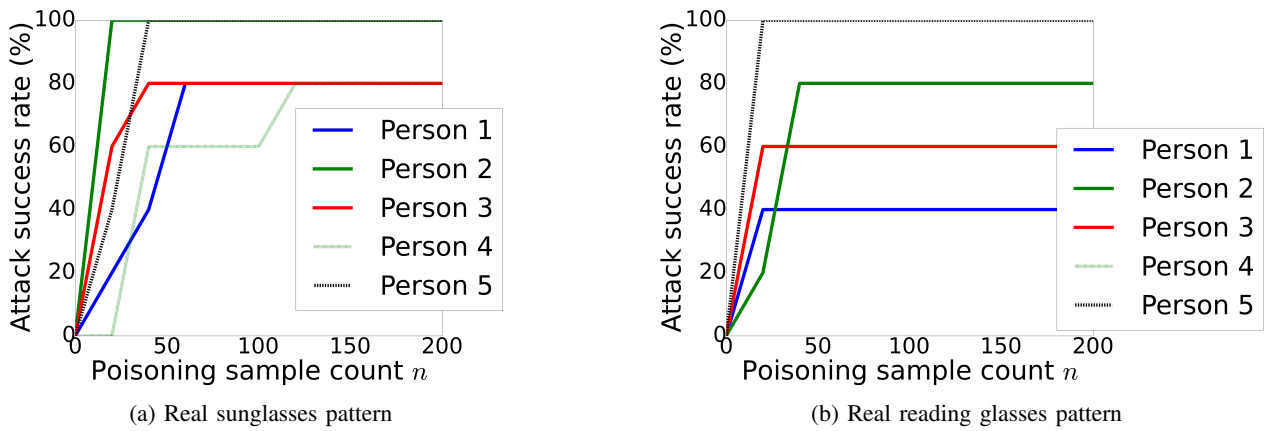 Attack success rate (%)
100
80
60
40
20
0
0 50 100 150 200
Poisoning sample count n
Person 1
Person 2
Person 3
Person 4
Person 5
(a) Real sunglasses pattern
Attack success rate (%)
100
80
60
40
20
0
0 50 100 150 200
Poisoning sample count n
Person 1
Person 2
Person 3
Person 4
Person 5
(b) Real reading glasses pattern